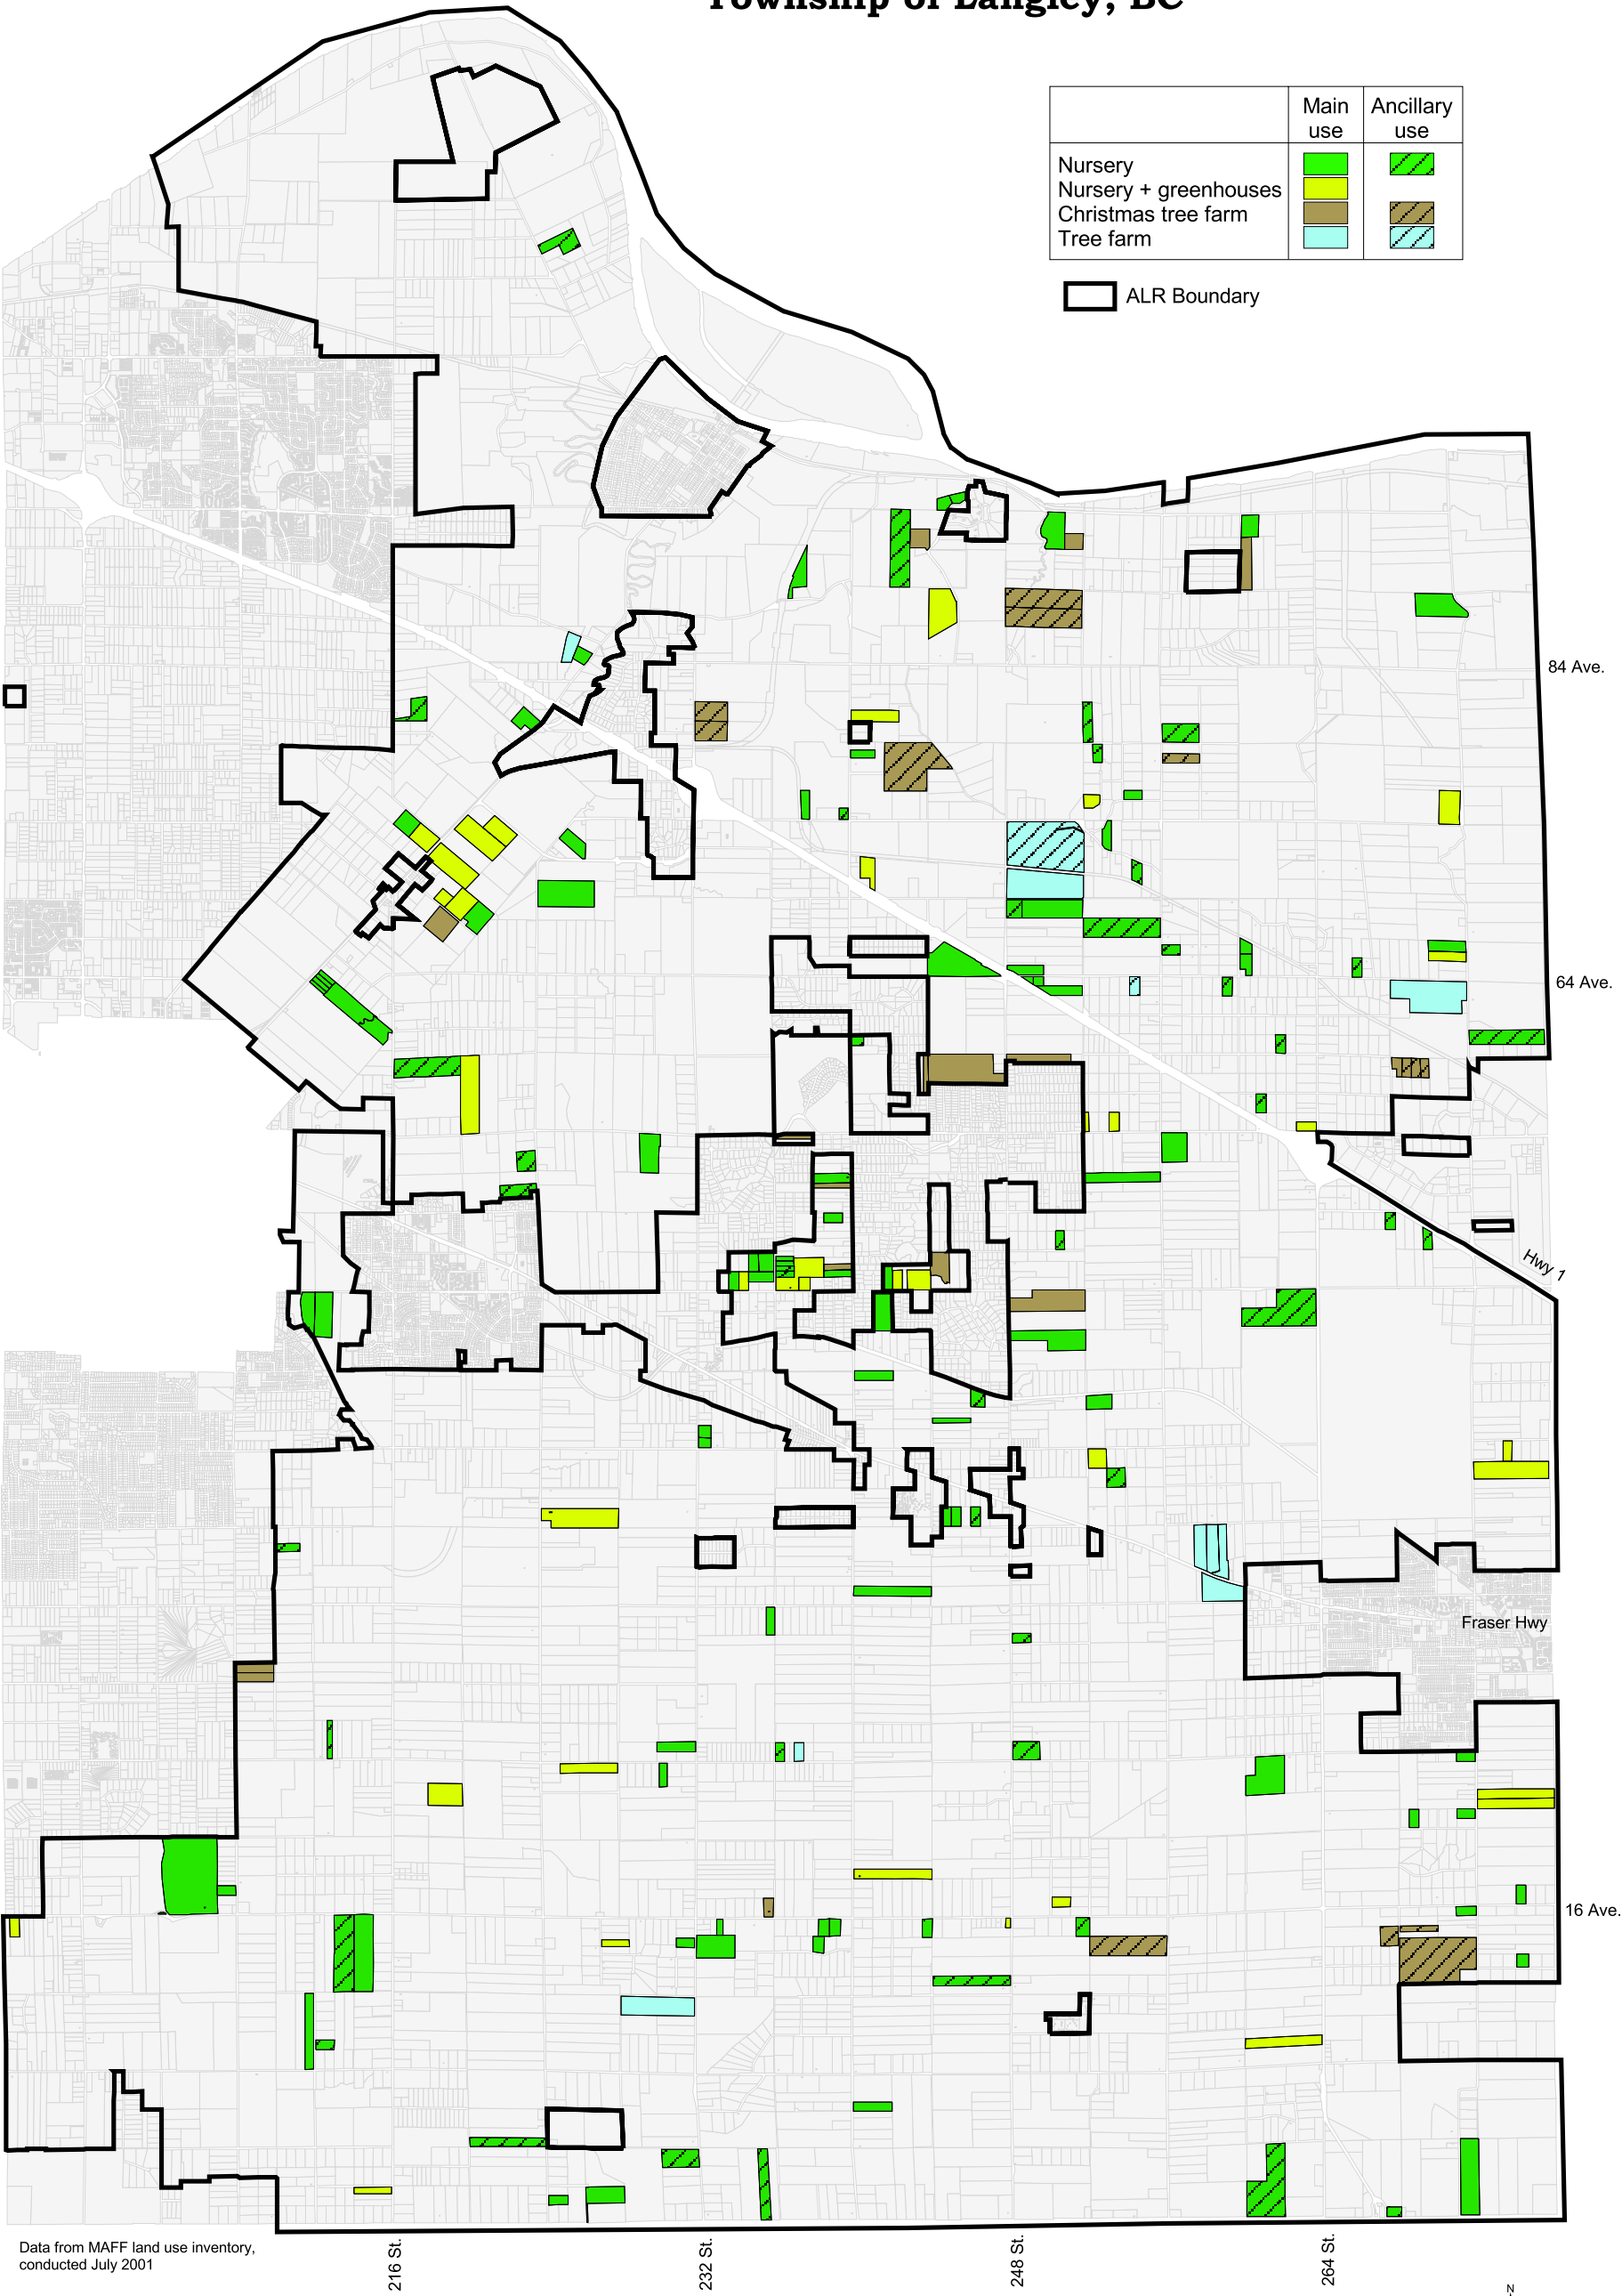 Township of Langley, BC
Main use
Ancillary use
Nursery
Nursery + greenhouses
Christmas tree farm
Tree farm
ALR Boundary
84 Ave.
64 Ave.
Hwy 1
Fraser Hwy
16 Ave.
Data from MAFF land use inventory,
conducted July 2001
216 St.
232 St.
248 St.
264 St.
N